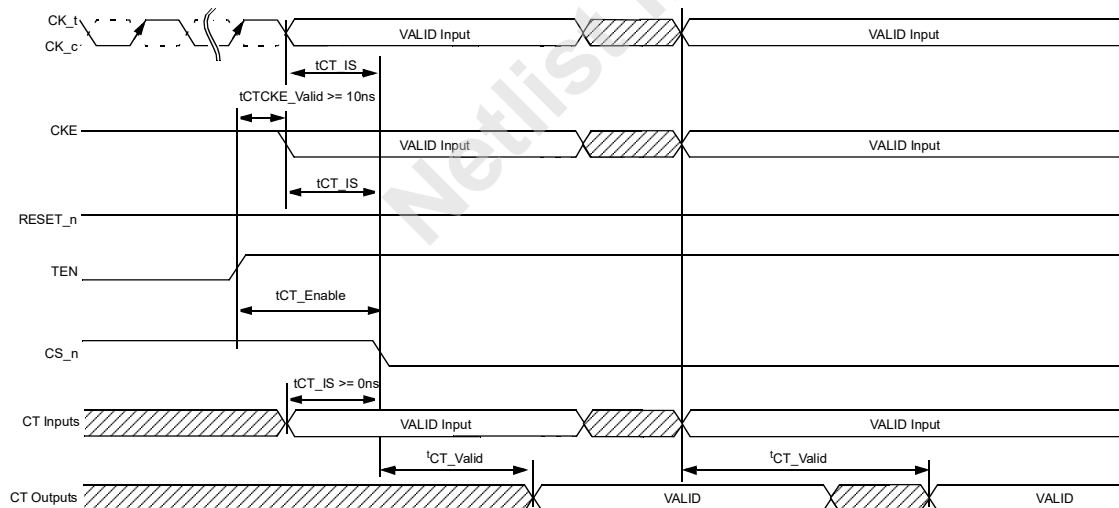 CK_t
CK_c
VALID Input
VALID Input
tCT_IS
tCTCKE_Valid >= 10ns
CKE
VALID Input
VALID Input
tCT_IS
RESET_n
TEN
tCT_Enable
CS_n
tCT_IS >= 0ns
CT Inputs
VALID Input
VALID Input
tCT_Valid
tCT_Valid
CT Outputs
VALID
VALID
Netlist